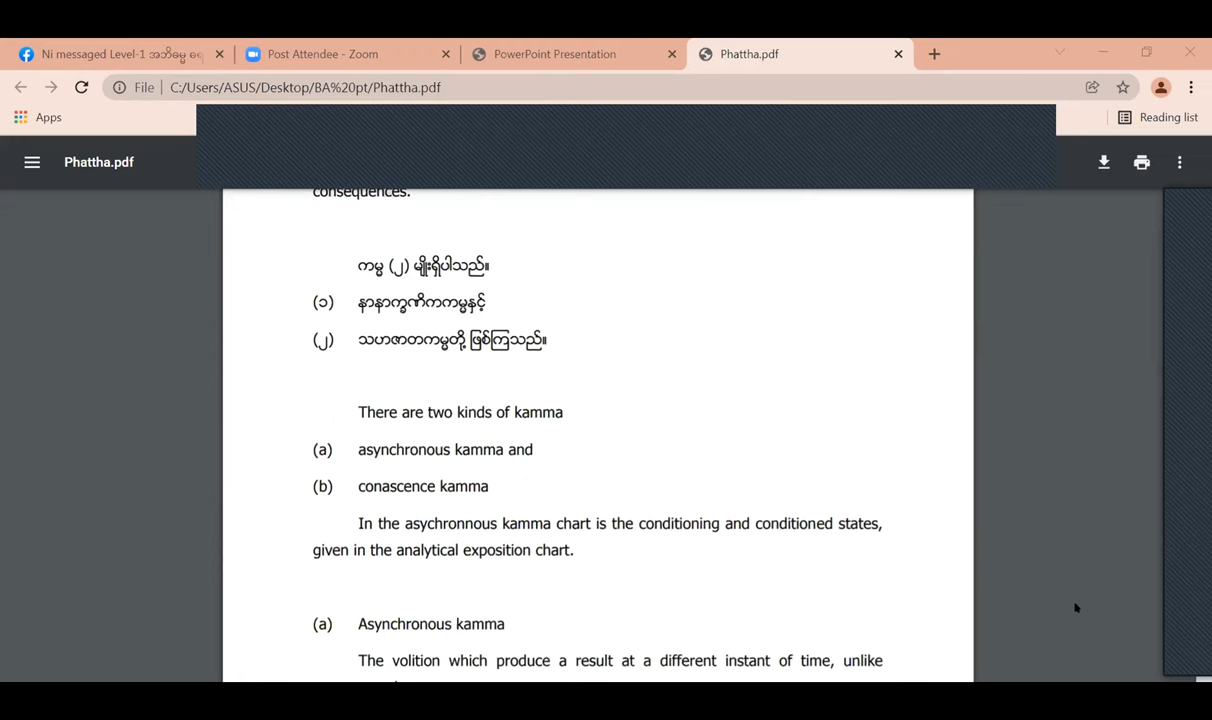 Ni messaged Level-1 အဘိဓမ္မ
Post Attendee - Zoom
PowerPoint Presentation
Phattha.pdf
File
C:/Users/ASUS/Desktop/BA%20pt/Phattha.pdf
Apps
Reading list
Phattha.pdf
consequences.
ကမ္မ (၂) မျိုးရှိပါသည်။
(၁) နာနာက္ခဏိကကမ္မနှင့်
(၂) သဟဇာတကမ္မတို့ ဖြစ်ကြသည်။
There are two kinds of kamma
(a) asynchronous kamma and
(b) conascence kamma
In the asychronnous kamma chart is the conditioning and conditioned states,
given in the analytical exposition chart.
(a) Asynchronous kamma
The volition which produce a result at a different instant of time, unlike